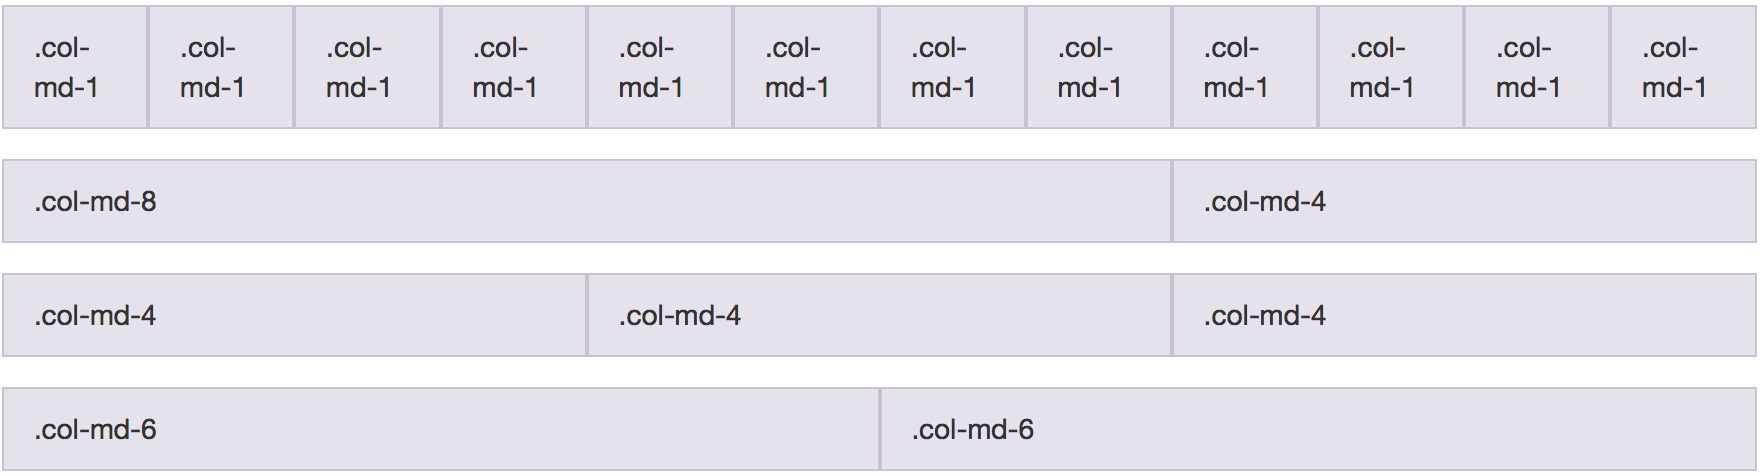 .col- .col- .col- .col- .col- .col- .col- .col- .col- .col- .col- .col-
md-1 md-1 md-1 md-1 md-1 md-1 md-1 md-1 md-1 md-1 md-1 md-1
.col-md-8 .col-md-4
.col-md-4 .col-md-4 .col-md-4
.col-md-6 .col-md-6